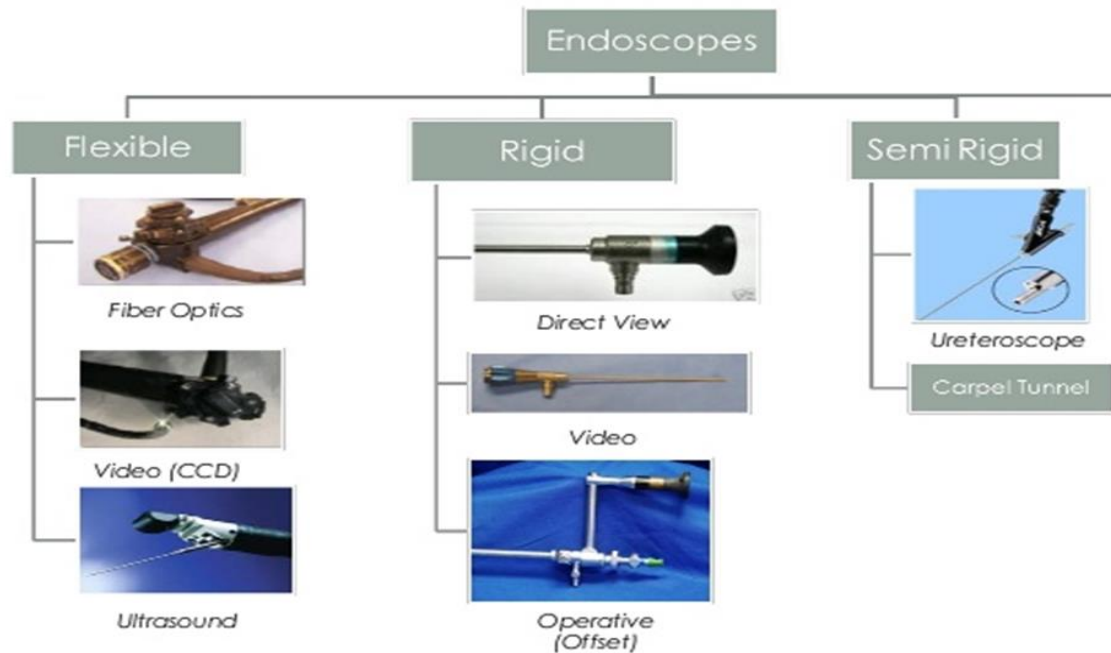 Endoscopes
Flexible
Rigid
Semi Rigid
Fiber Optics
Direct View
Ureteroscope
Carpel Tunnel
Video
Video (CCD)
Ultrasound
Operative
(Offset)